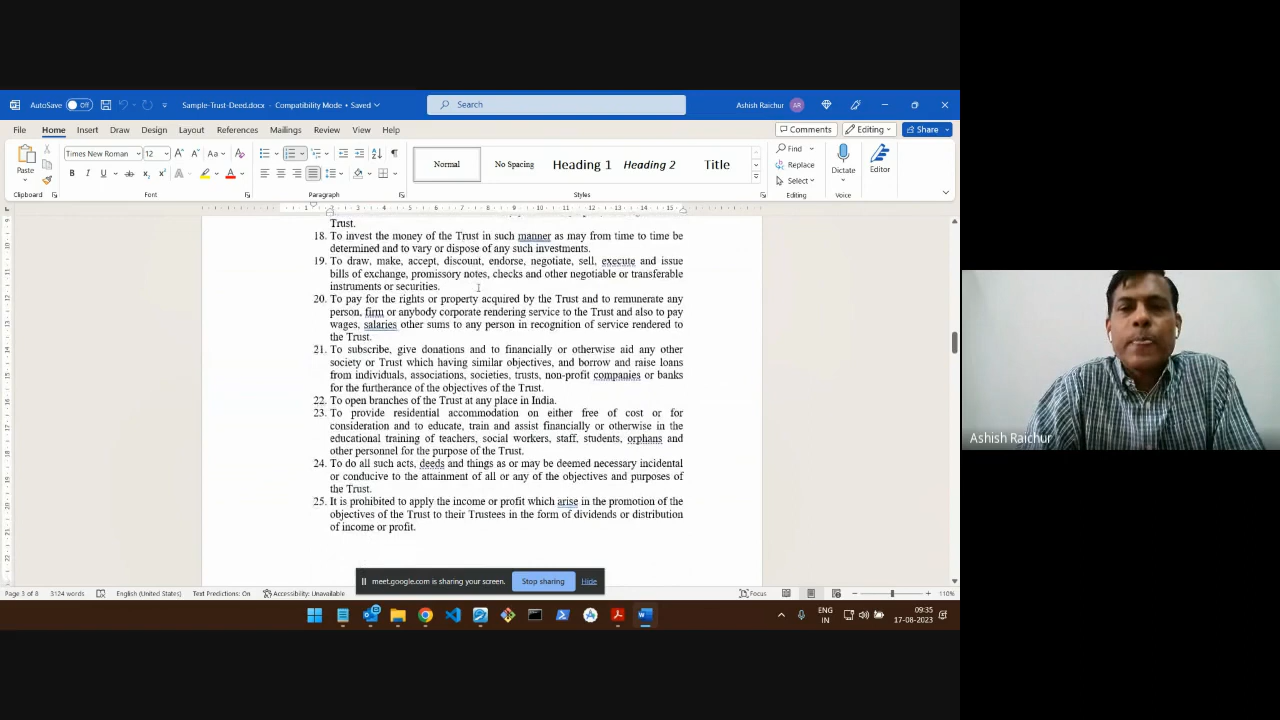 AutoSave Off Sample-Trust-Deed.docx - Compatibility Mode • Saved Search Ashish Raichur AR
File Home Insert Draw Design Layout References Mailings Review View Help Comments Editing Share
Paste Times New Roman 12 Aa Normal No Spacing Heading 1 Heading 2 Title Find Replace Select Dictate Editor
Clipboard Font Paragraph Styles Editing Voice
Trust.
18. To invest the money of the Trust in such manner as may from time to time be
determined and to vary or dispose of any such investments.
19. To draw, make, accept, discount, endorse, negotiate, sell, execute and issue
bills of exchange, promissory notes, checks and other negotiable or transferable
instruments or securities.
20. To pay for the rights or property acquired by the Trust and to remunerate any
person, firm or anybody corporate rendering service to the Trust and also to pay
wages, salaries other sums to any person in recognition of service rendered to
the Trust.
21. To subscribe, give donations and to financially or otherwise aid any other
society or Trust which having similar objectives, and borrow and raise loans
from individuals, associations, societies, trusts, non-profit companies or banks
for the furtherance of the objectives of the Trust.
22. To open branches of the Trust at any place in India.
23. To provide residential accommodation on either free of cost or for
consideration and to educate, train and assist financially or otherwise in the
educational training of teachers, social workers, staff, students, orphans and
other personnel for the purpose of the Trust.
24. To do all such acts, deeds and things as or may be deemed necessary incidental
or conducive to the attainment of all or any of the objectives and purposes of
the Trust.
25. It is prohibited to apply the income or profit which arise in the promotion of the
objectives of the Trust to their Trustees in the form of dividends or distribution
of income or profit.
meet.google.com is sharing your screen. Stop sharing Hide
Page 3 of 8 3124 words English (United States) Text Predictions: On Accessibility: Unavailable Focus 110%
ENG IN 09:35 17-08-2023
Ashish Raichur